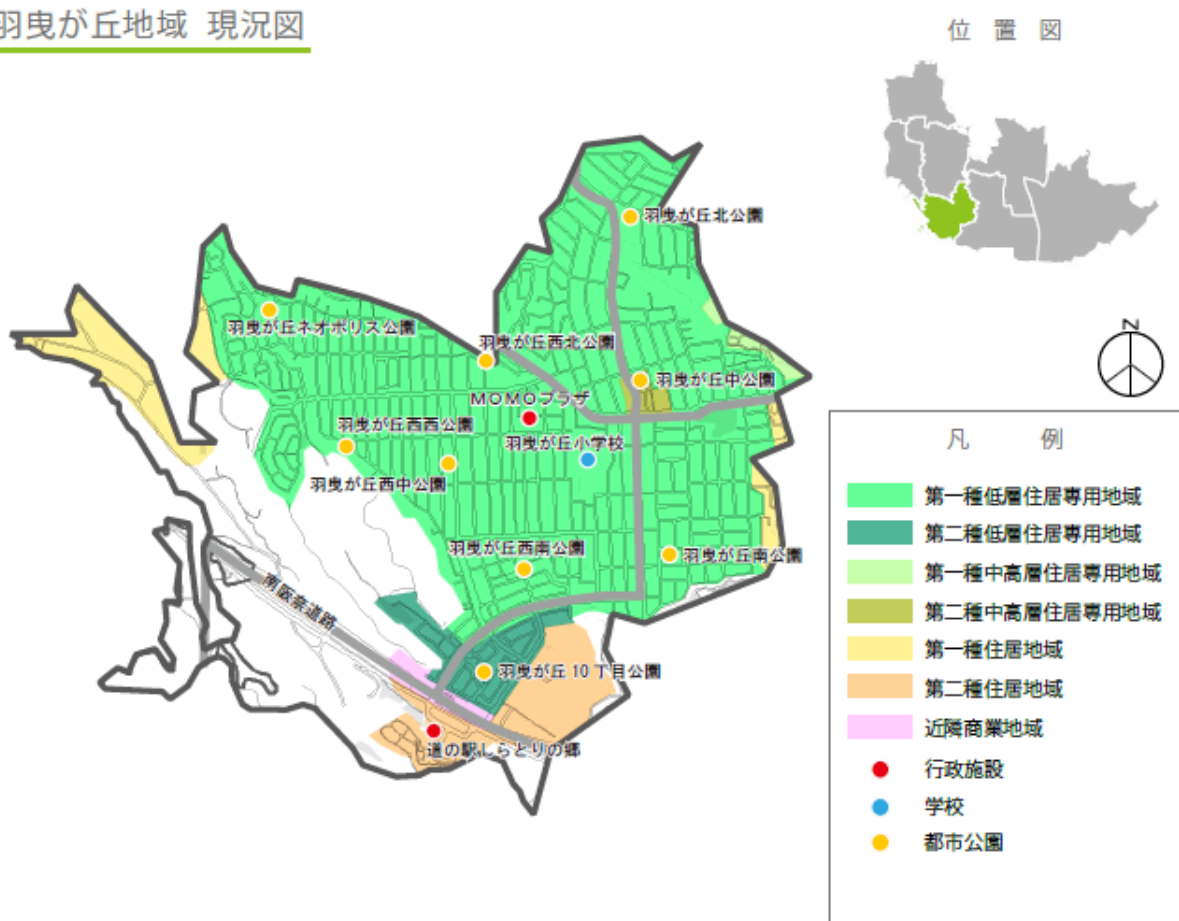 羽曳が丘地域 現況図
位 置 図
羽曳が丘北公園
羽曳が丘ネオポリス公園
羽曳が丘西北公園
羽曳が丘中公園
MOMOプラザ
羽曳が丘西西公園
羽曳が丘小学校
羽曳が丘西中公園
羽曳が丘西南公園
羽曳が丘南公園
南阪奈道路
羽曳が丘10丁目公園
道の駅しらとりの郷
N
凡 例
第一種低層住居専用地域
第二種低層住居専用地域
第一種中高層住居専用地域
第二種中高層住居専用地域
第一種住居地域
第二種住居地域
近隣商業地域
行政施設
学校
都市公園